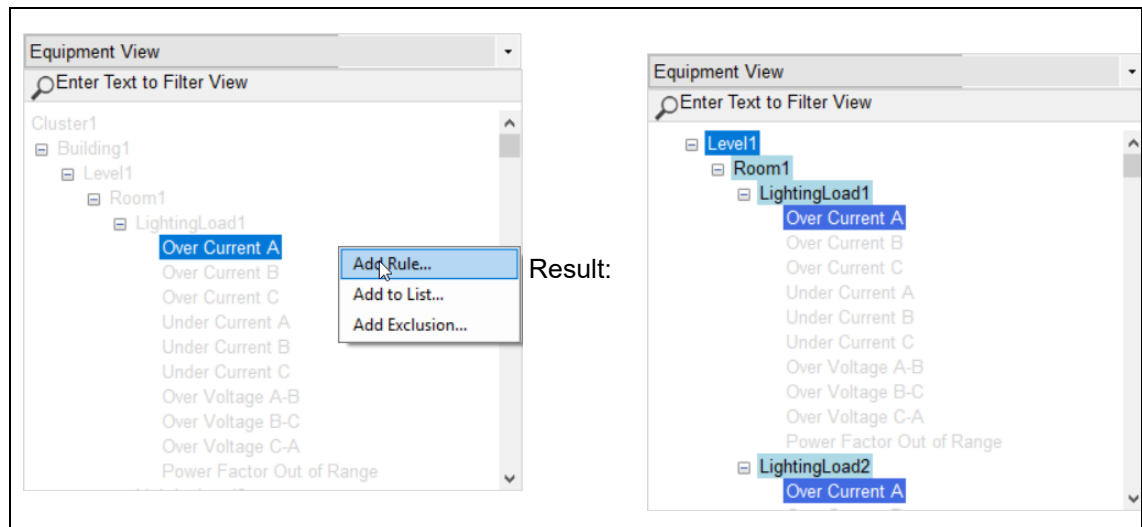 Equipment View
Enter Text to Filter View
Cluster1
Building1
Level1
Room1
LightingLoad1
Over Current A
Over Current B
Over Current C
Under Current A
Under Current B
Under Current C
Over Voltage A-B
Over Voltage B-C
Over Voltage C-A
Power Factor Out of Range
Add Rule...
Add to List...
Add Exclusion...
Result:
Equipment View
Enter Text to Filter View
Level1
Room1
LightingLoad1
Over Current A
Over Current B
Over Current C
Under Current A
Under Current B
Under Current C
Over Voltage A-B
Over Voltage B-C
Over Voltage C-A
Power Factor Out of Range
LightingLoad2
Over Current A